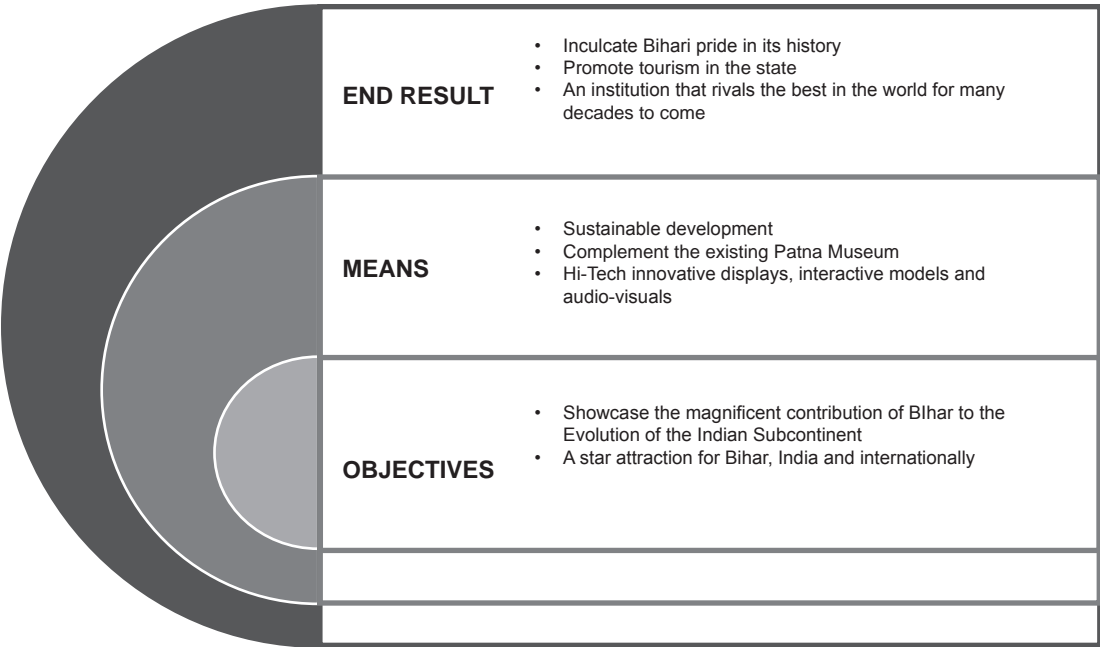 END RESULT
• Inculcate Bihari pride in its history
• Promote tourism in the state
• An institution that rivals the best in the world for many
decades to come
MEANS
• Sustainable development
• Complement the existing Patna Museum
• Hi-Tech innovative displays, interactive models and
audio-visuals
OBJECTIVES
• Showcase the magnificent contribution of BIhar to the
Evolution of the Indian Subcontinent
• A star attraction for Bihar, India and internationally